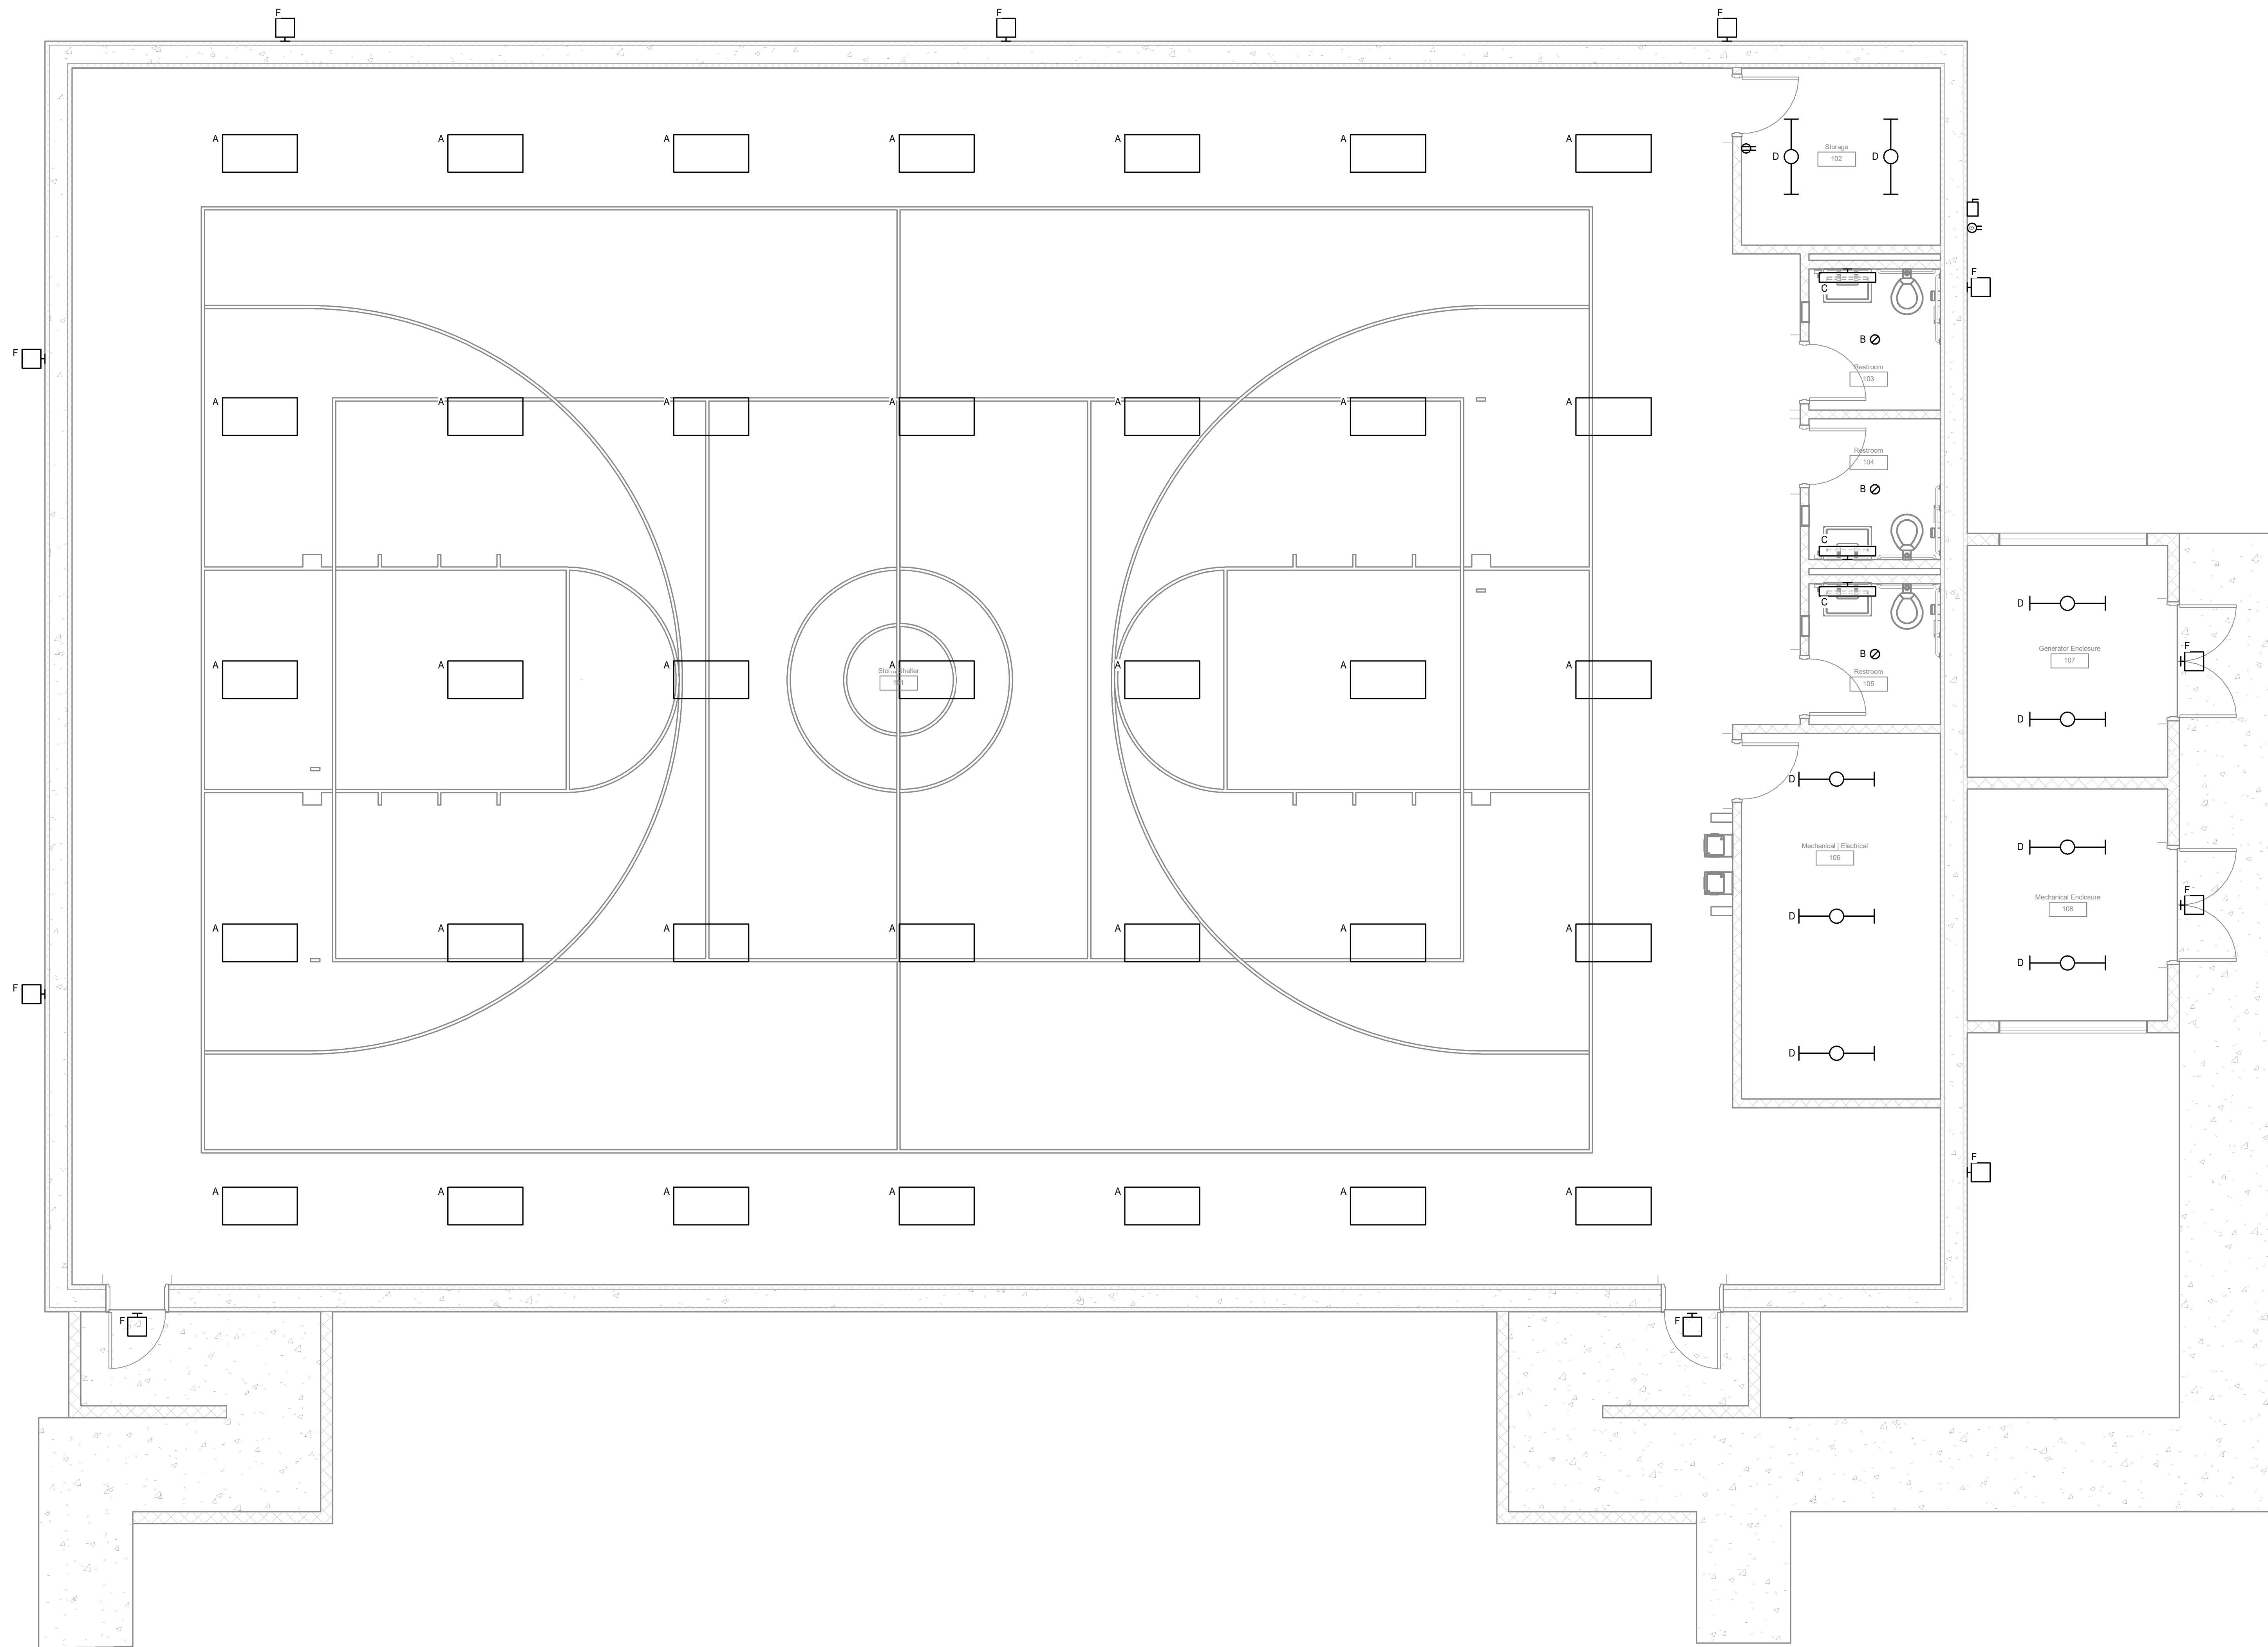 F F F
A A A A A A A
Storage
102
D D
F
C
B
Restroom
103
F
A A A A A A A
Restroom
104
B
C
C
D
Generator Enclosure
107
F
B
Restroom
105
A A A A A A A
D
D
D
Mechanical | Electrical
106
Mechanical Enclosure
108
F
D
D
A A A A A A A
D
F
D
F
A A A A A A A
F F